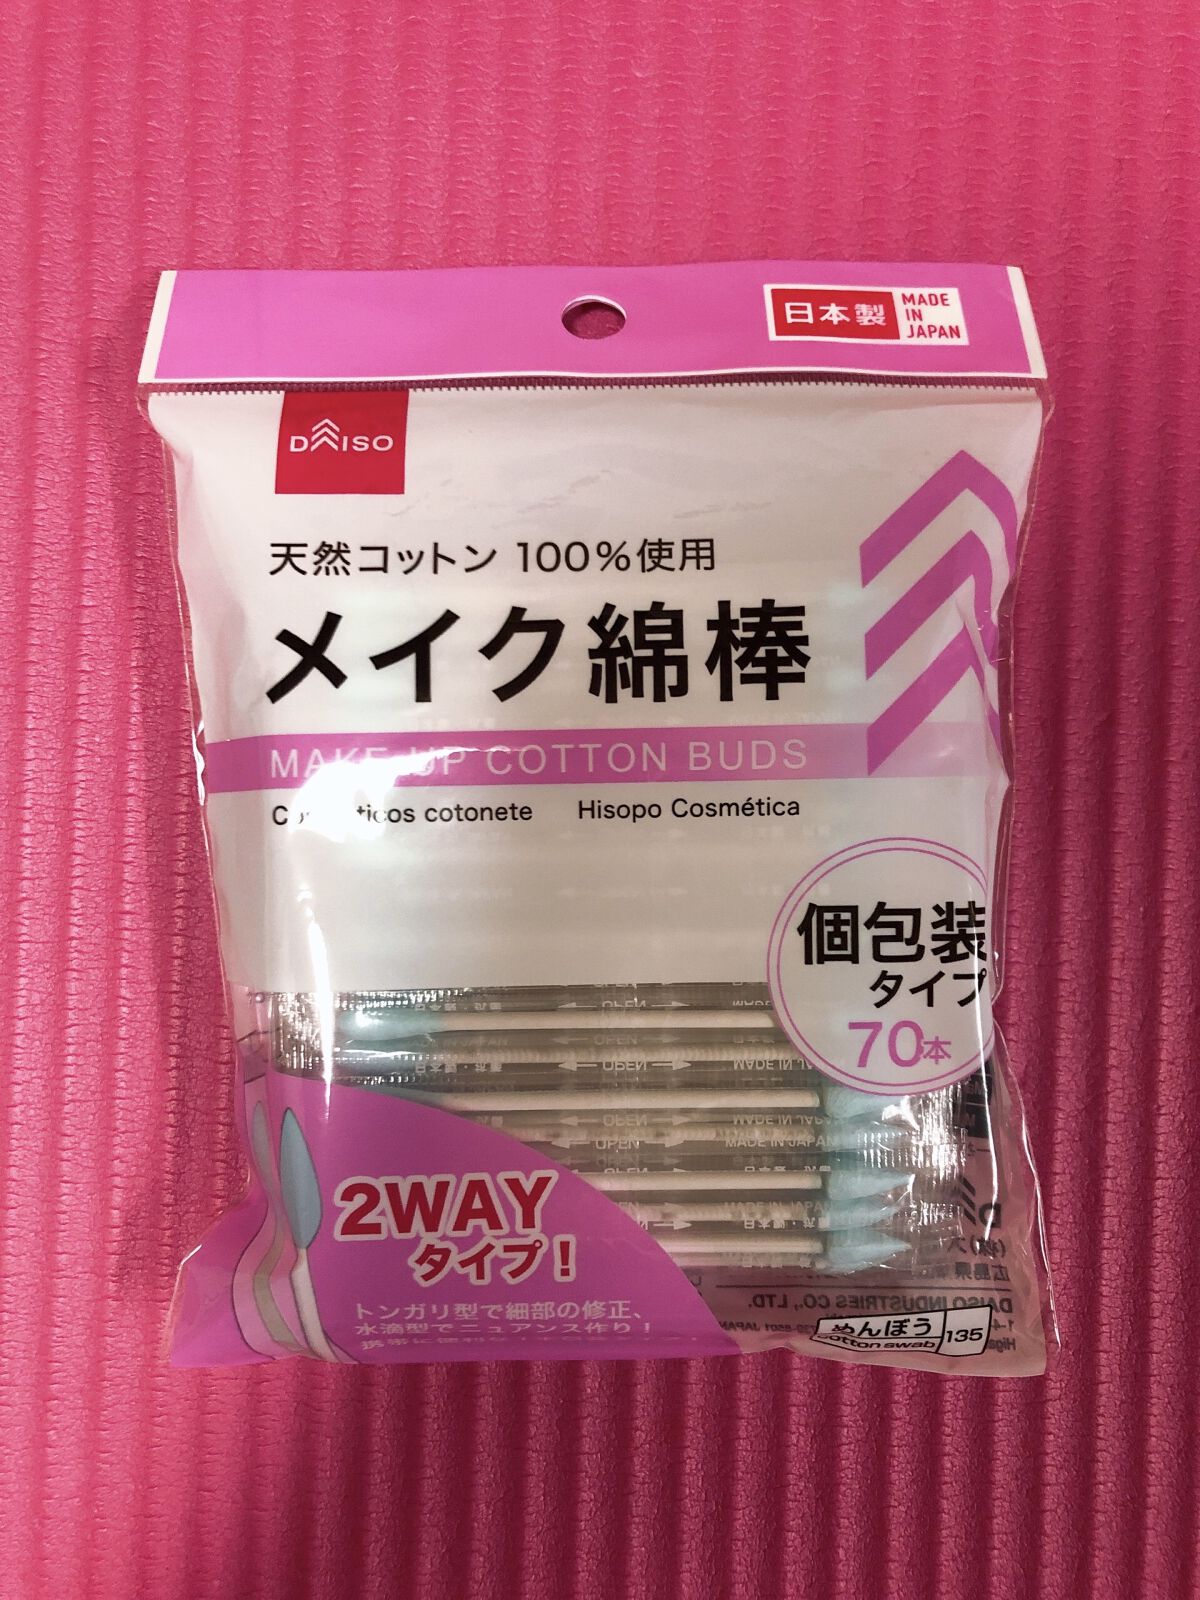 日本製
MADE
IN
JAPAN
DAISO
天然コットン 100%使用
メイク綿棒
MAKE-UP COTTON BUDS
cotonete Hisopo Cosmética
個包装
タイプ
70本
← OPEN →
OPEN
MADE IN JAPAN
2WAY
タイプ!
トンガリ型で細部の修正、
水滴型でニュアンス作り!
DAISO INDUSTRIES CO., LTD.
めんぼう
cotton swab
135